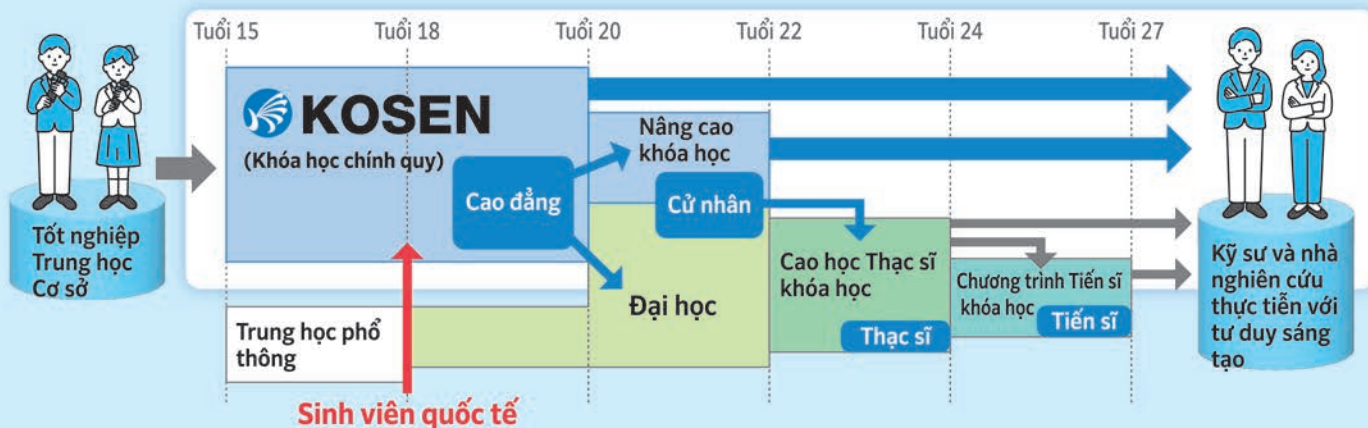 Tuổi 15
Tuổi 18
Tuổi 20
Tuổi 22
Tuổi 24
Tuổi 27
KOSEN
(Khóa học chính quy)
Cao đẳng
Nâng cao
khóa học
Cử nhân
Tốt nghiệp
Trung học
Cơ sở
Trung học phổ
thông
Đại học
Cao học Thạc sĩ
khóa học
Thạc sĩ
Chương trình Tiến sĩ
khóa học
Tiến sĩ
Kỹ sư và nhà
nghiên cứu
thực tiễn với
tư duy sáng
tạo
Sinh viên quốc tế